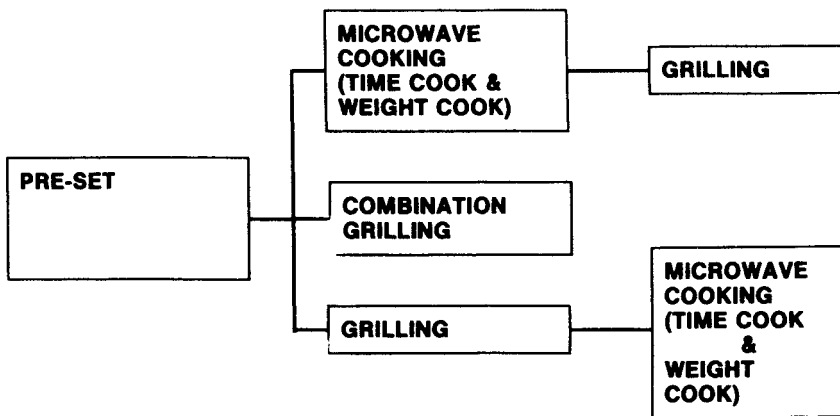 PRE-SET
MICROWAVE
COOKING
(TIME COOK &
WEIGHT COOK)
GRILLING
COMBINATION
GRILLING
GRILLING
MICROWAVE
COOKING
(TIME COOK
&
WEIGHT
COOK)